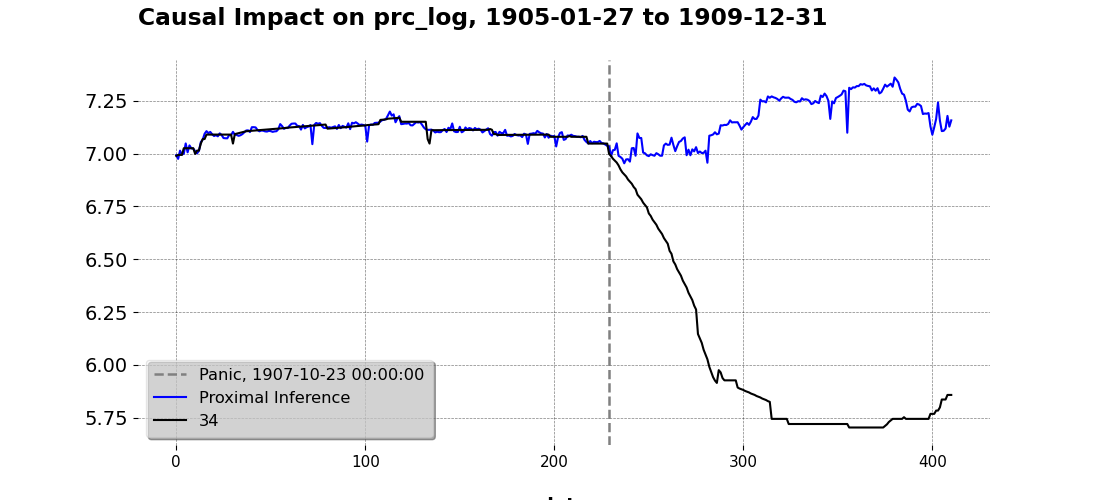 Causal Impact on prc_log, 1905-01-27 to 1909-12-31
7.25
7.00
6.75
6.50
6.25
6.00
5.75
Panic, 1907-10-23 00:00:00
Proximal Inference
34
0 100 200 300 400